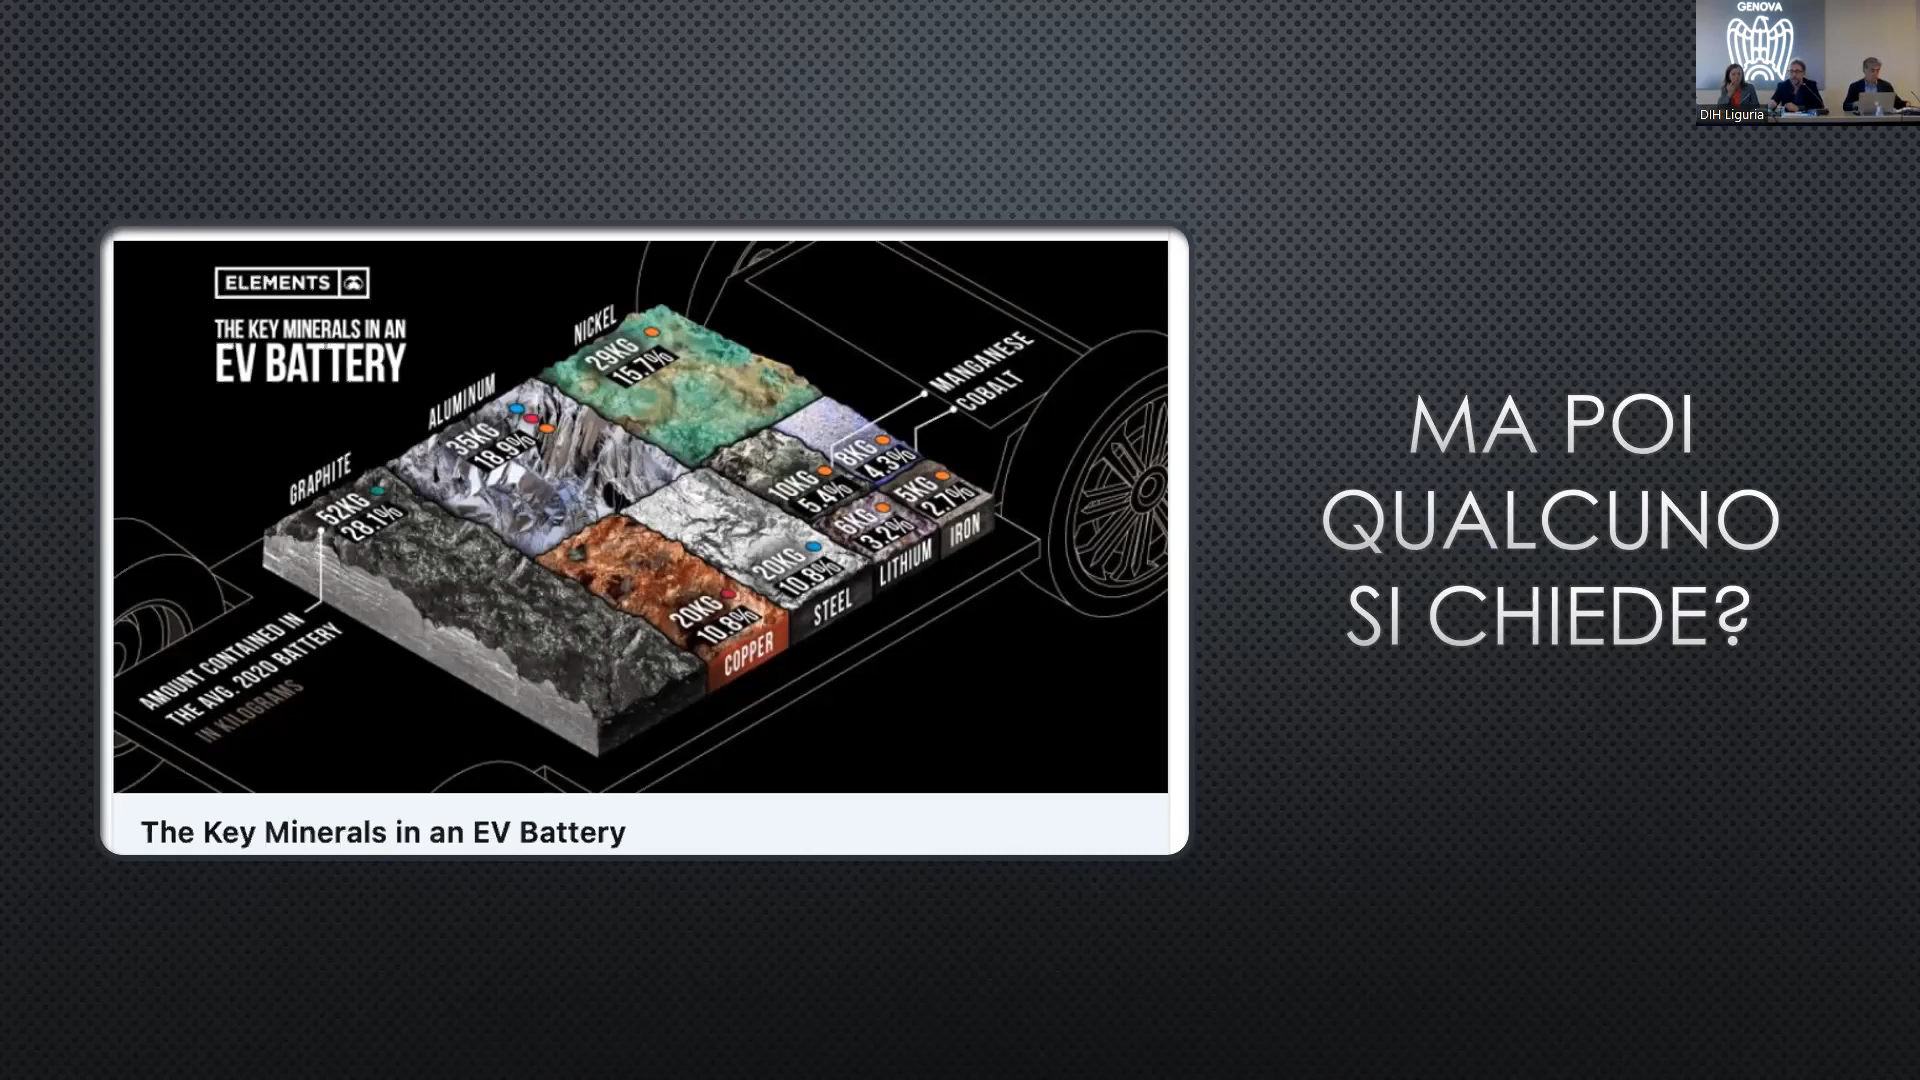 GENOVA
DIH Liguria
ELEMENTS
THE KEY MINERALS IN AN
EV BATTERY
NICKEL
29KG
15.7%
MANGANESE
COBALT
ALUMINUM
35KG
18.9%
8KG
4.3%
GRAPHITE
52KG
28.1%
10KG
5.4%
5KG
2.7%
6KG
3.2%
IRON
LITHIUM
20KG
10.8%
STEEL
20KG
10.8%
COPPER
AMOUNT CONTAINED IN
THE AVG. 2020 BATTERY
IN KILOGRAMS
The Key Minerals in an EV Battery
MA POI
QUALCUNO
SI CHIEDE?